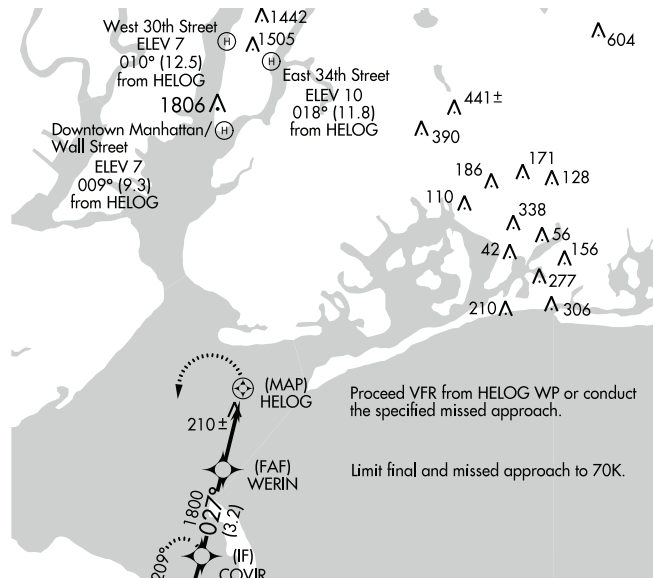 1442
West 30th Street
ELEV 7
010° (12.5)
from HELOG
H
1505
H
604
East 34th Street
ELEV 10
018° (11.8)
from HELOG
1806
441±
390
Downtown Manhattan/
Wall Street
H
ELEV 7
009° (9.3)
from HELOG
171
186
128
110
338
56
42
156
277
210
306
(MAP)
HELOG
210±
Proceed VFR from HELOG WP or conduct
the specified missed approach.
(FAF)
WERIN
Limit final and missed approach to 70K.
1800
027°
(3.2)
209°
(IF)
COVIR